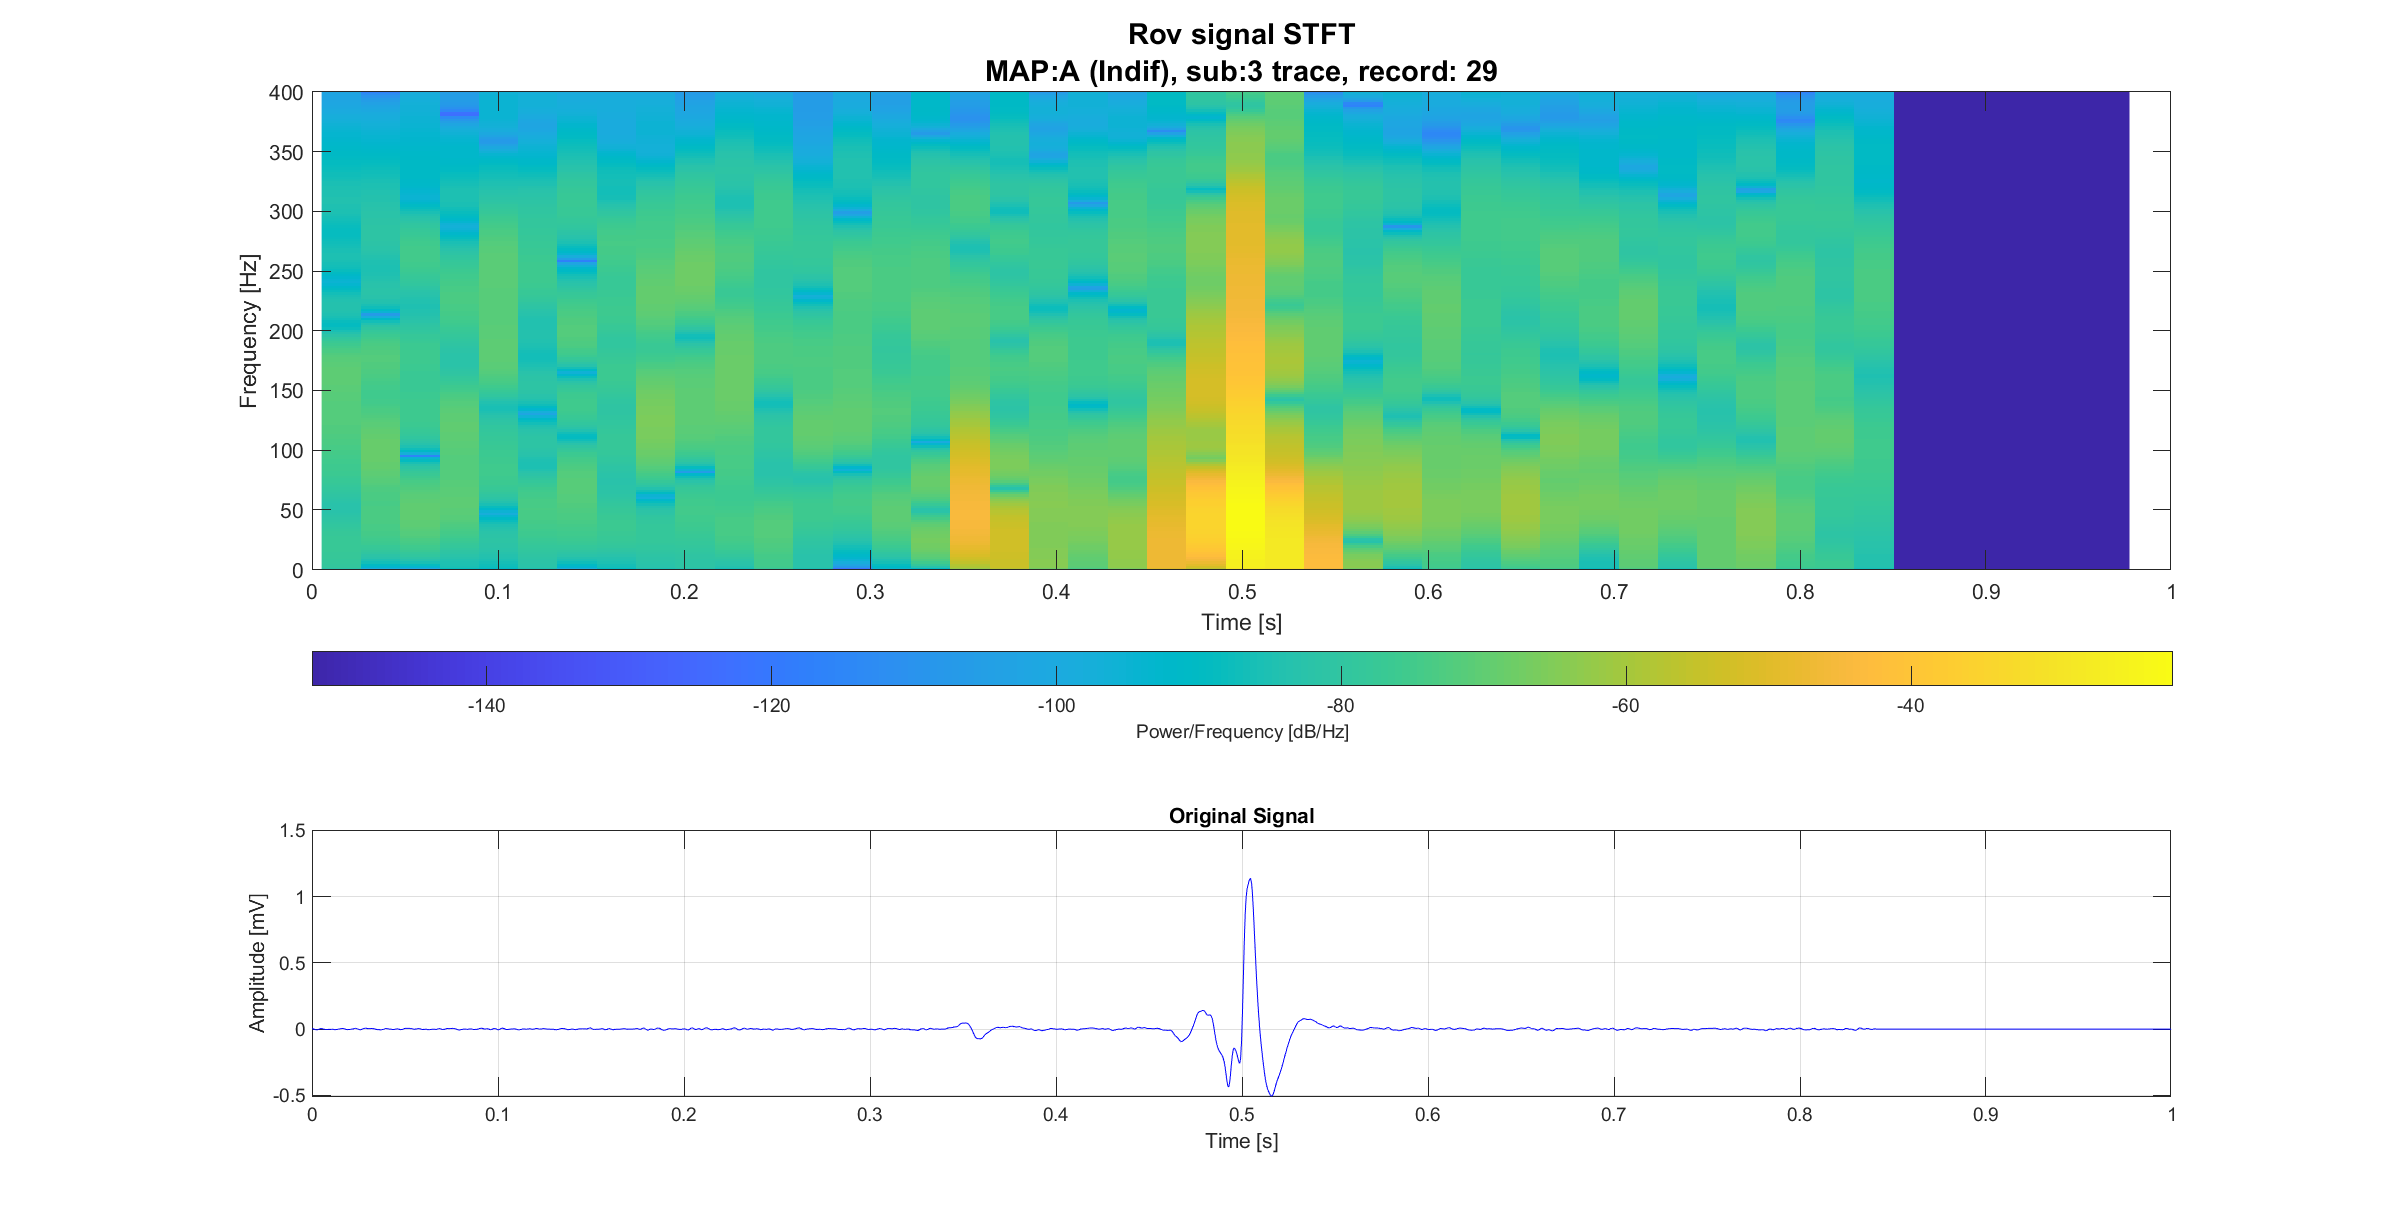 Rov signal STFT
MAP:A (Indif), sub:3 trace, record: 29
400
350
300
250
200
150
100
50
0
Frequency [Hz]
0 0.1 0.2 0.3 0.4 0.5 0.6 0.7 0.8 0.9 1
Time [s]
-140 -120 -100 -80 -60 -40
Power/Frequency [dB/Hz]
Original Signal
1.5
1
0.5
0
-0.5
Amplitude [mV]
0 0.1 0.2 0.3 0.4 0.5 0.6 0.7 0.8 0.9 1
Time [s]